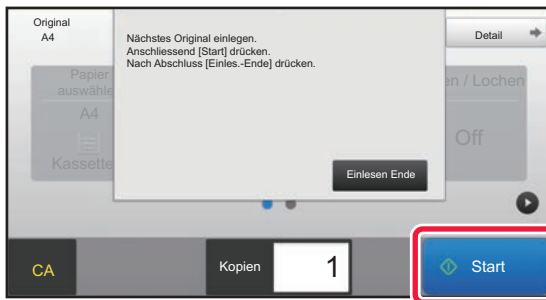 Original
A4
Nächstes Original einlegen.
Anschliessend [Start] drücken.
Nach Abschluss [Einles.-Ende] drücken.
Detail
Papier
auswähle
A4
Kassette
en / Lochen
Off
Einlesen Ende
CA
Kopien
1
Start